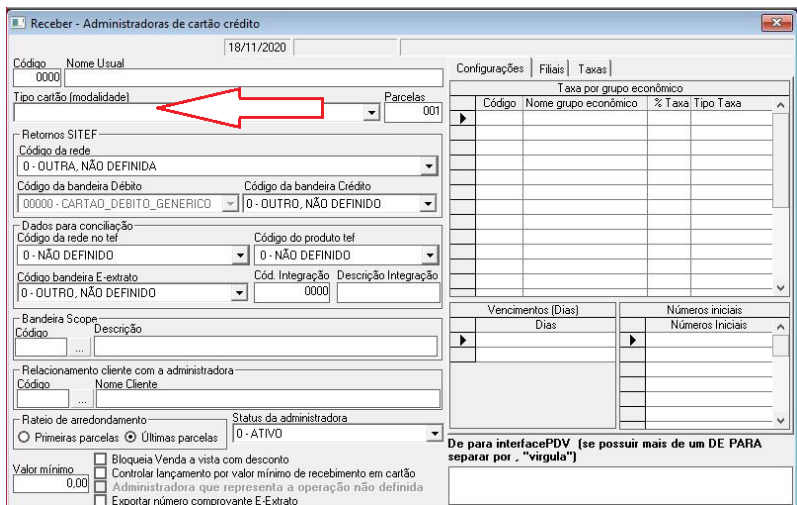 Receber - Administradoras de cartão crédito
18/11/2020
Código Nome Usual
0000
Tipo cartão (modalidade) Parcelas
001
Retornos SITEF
Código da rede
0 - OUTRA, NÃO DEFINIDA
Código da bandeira Débito Código da bandeira Crédito
00000 - CARTAO_DEBITO_GENERICO 0 - OUTRO, NÃO DEFINIDO
Dados para conciliação
Código da rede no tef Código do produto tef
0 - NÃO DEFINIDO 0 - NÃO DEFINIDO
Código bandeira E-extrato Cód. Integração Descrição Integração
0 - OUTRO, NÃO DEFINIDO 0000
Bandeira Scope
Código Descrição
...
Relacionamento cliente com a administradora
Código Nome Cliente
...
Rateio de arredondamento Status da administradora
Primeiras parcelas Últimas parcelas 0 - ATIVO
Valor mínimo
0,00
Bloqueia Venda a vista com desconto
Controlar lançamento por valor mínimo de recebimento em cartão
Administradora que representa a operação não definida
Exportar número comprovante E-Extrato
Configurações Filiais Taxas
Taxa por grupo econômico
Código Nome grupo econômico % Taxa Tipo Taxa
Vencimentos (Dias)
Dias
Números iniciais
Números Iniciais
De para interfacePDV (se possuir mais de um DE PARA
separar por , "virgula")